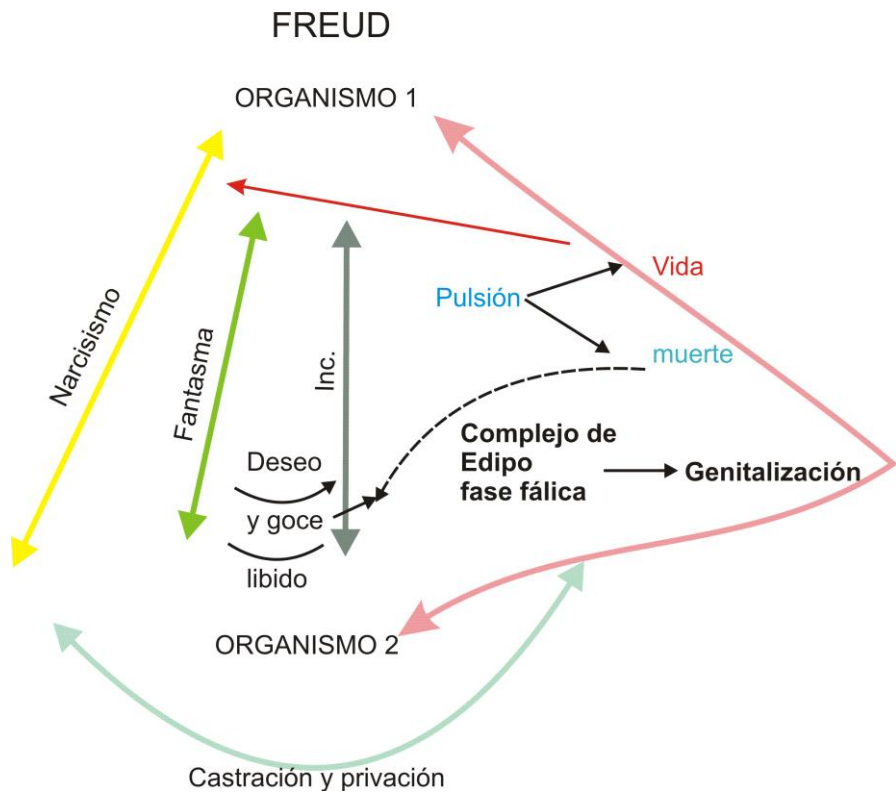 FREUD
ORGANISMO 1
Narcisismo
Fantasma
Inc.
Pulsión
Vida
muerte
Deseo
y goce
libido
Complejo de
Edipo
fase fálica
Genitalización
ORGANISMO 2
Castración y privación